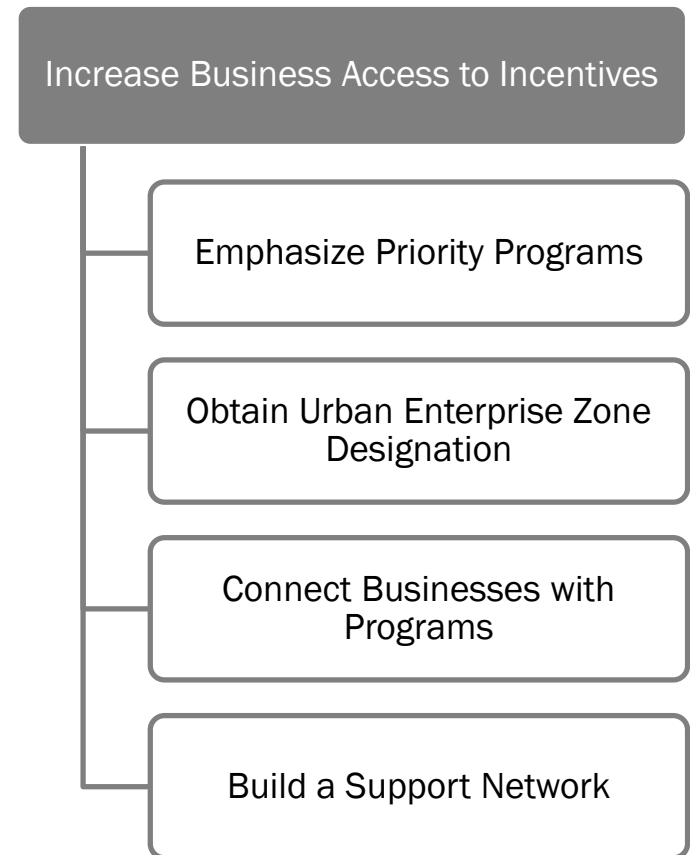 Increase Business Access to Incentives
Emphasize Priority Programs
Obtain Urban Enterprise Zone
Designation
Connect Businesses with
Programs
Build a Support Network